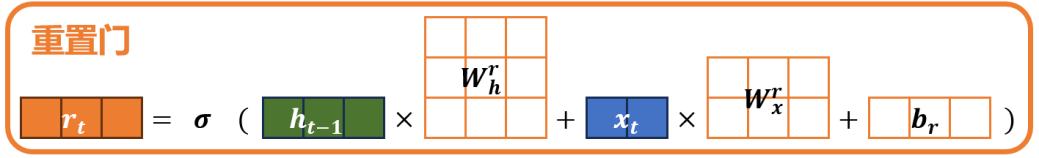 重置门
r_t = σ ( h_{t−1} × W_h^r + x_t × W_x^r + b_r )